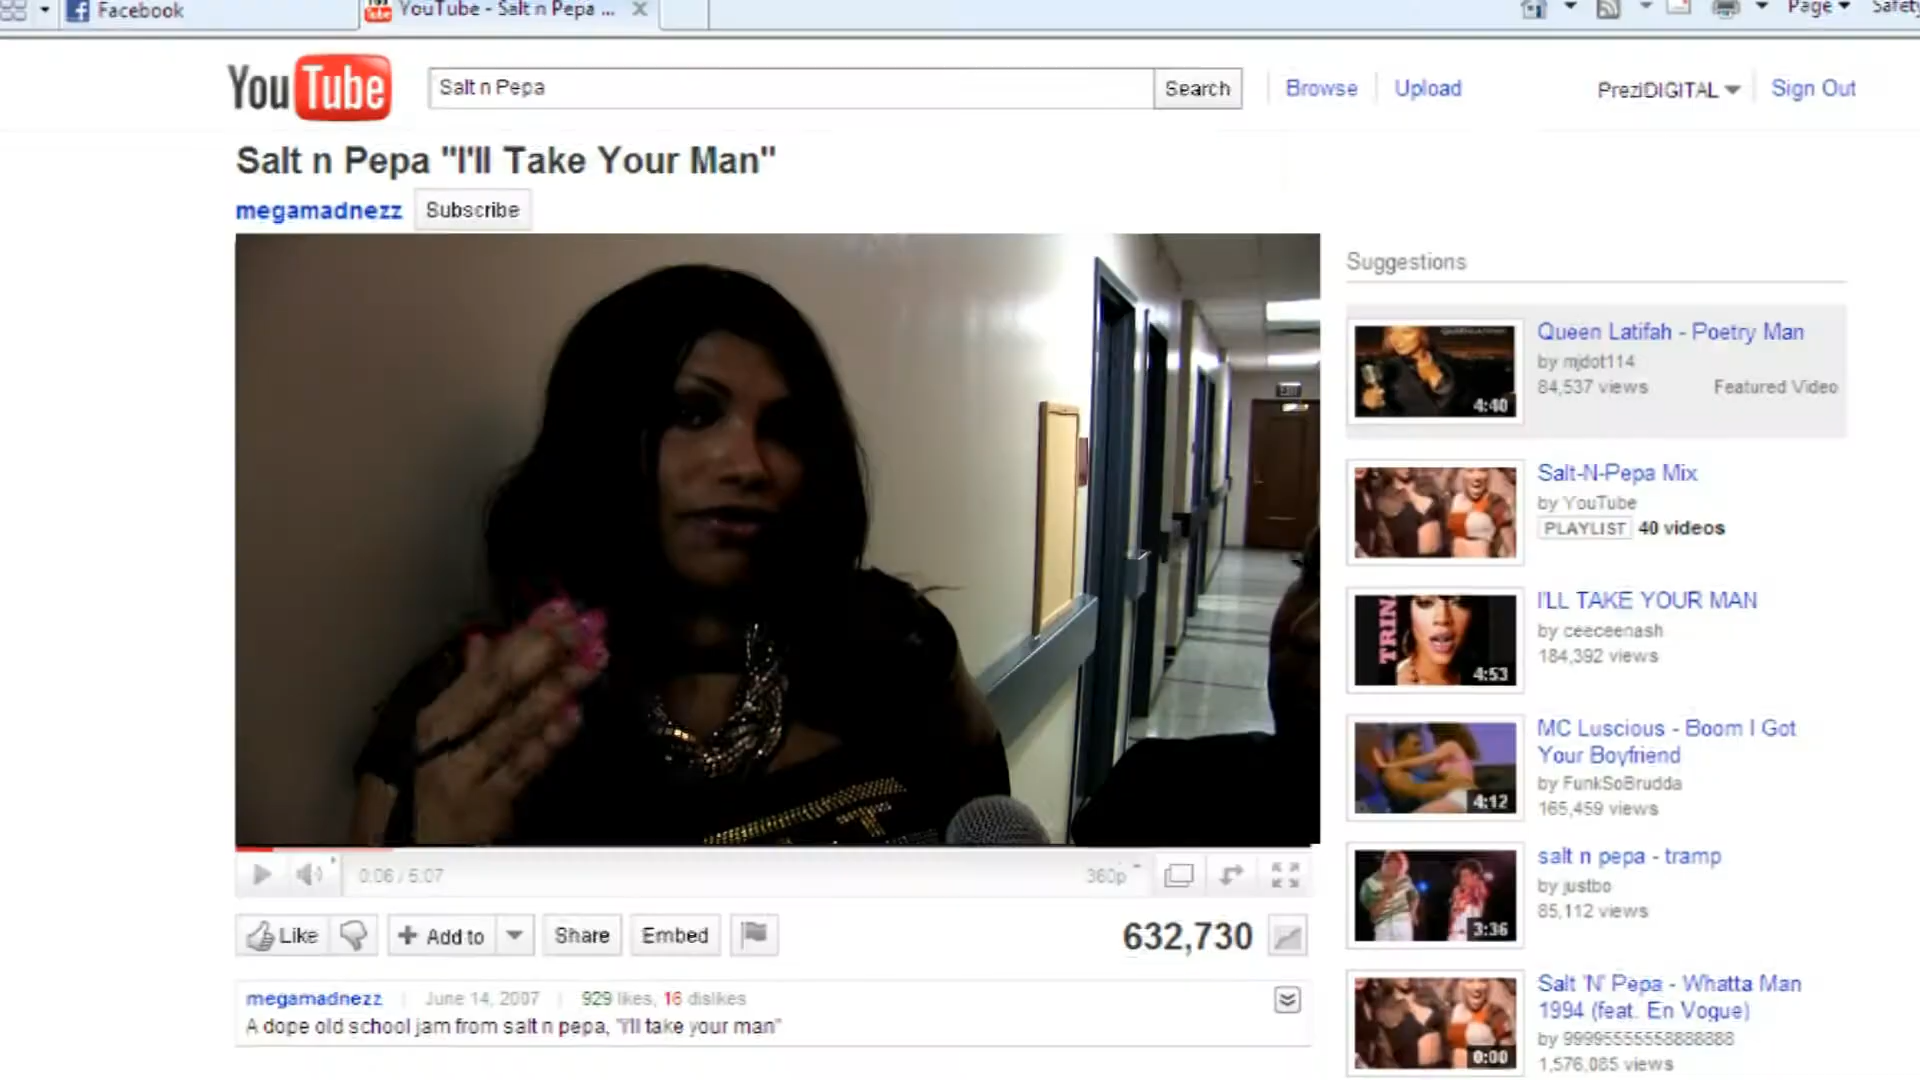 Facebook
YouTube - Salt n Pepa ...
Page
YouTube
Salt n Pepa
Search
Browse
Upload
PreziDIGITAL
Sign Out
Salt n Pepa "I'll Take Your Man"
megamadnezz
Subscribe
Suggestions
Queen Latifah - Poetry Man
by mjdot114
84,537 views
Featured Video
4:40
Salt-N-Pepa Mix
by YouTube
PLAYLIST 40 videos
I'LL TAKE YOUR MAN
by ceeceenash
184,392 views
TRIN
4:53
MC Luscious - Boom I Got
Your Boyfriend
by FunkSoBrudda
165,459 views
4:12
salt n pepa - tramp
by justbo
85,112 views
3:36
Salt 'N' Pepa - Whatta Man
1994 (feat. En Vogue)
1,576,085 views
0:00
0:06 / 5:07
360p
Like
+ Add to
Share
Embed
632,730
megamadnezz | June 14, 2007 | 929 likes, 16 dislikes
A dope old school jam from salt n pepa, "i'll take your man"